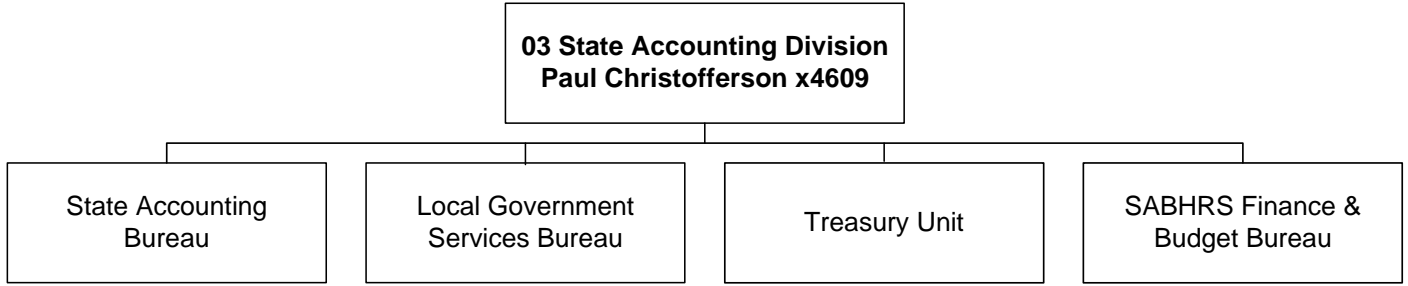 03 State Accounting Division
Paul Christofferson x4609
State Accounting
Bureau
Local Government
Services Bureau
Treasury Unit
SABHRS Finance &
Budget Bureau